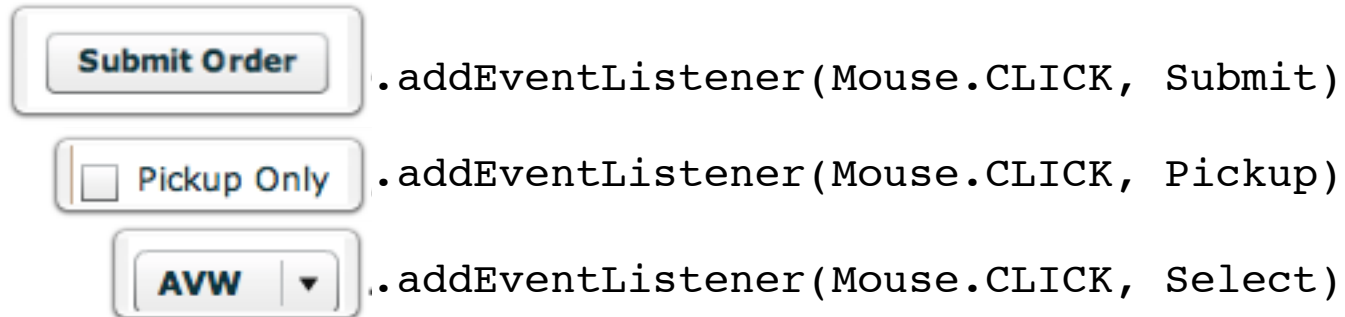 Submit Order .addEventListener(Mouse.CLICK, Submit)
Pickup Only .addEventListener(Mouse.CLICK, Pickup)
AVW .addEventListener(Mouse.CLICK, Select)